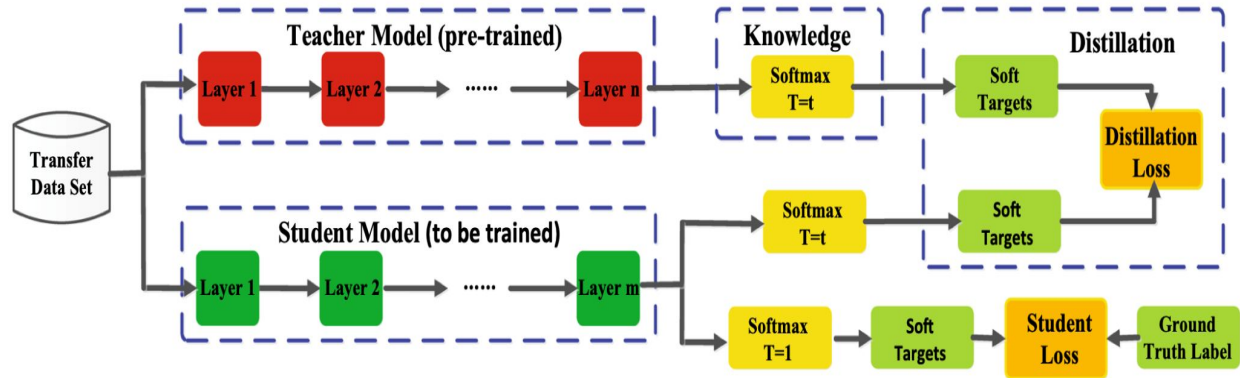 Teacher Model (pre-trained)
Layer 1
Layer 2
......
Layer n
Knowledge
Softmax
T=t
Distillation
Soft
Targets
Distillation
Loss
Transfer
Data Set
Student Model (to be trained)
Layer 1
Layer 2
......
Layer m
Softmax
T=t
Soft
Targets
Softmax
T=1
Soft
Targets
Student
Loss
Ground
Truth Label